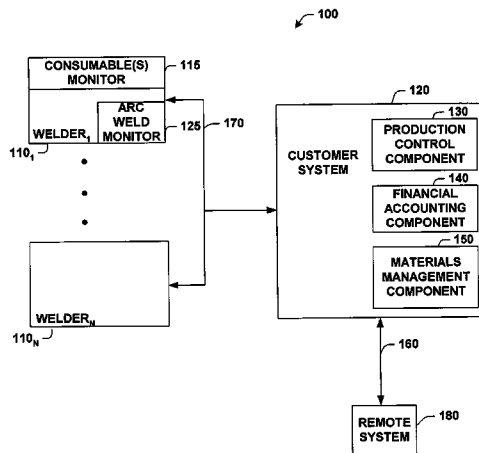 100
CONSUMABLE(S)
MONITOR
115
ARC
WELD
MONITOR
125
170
WELDER1
1101
WELDERN
110N
120
CUSTOMER
SYSTEM
130
PRODUCTION
CONTROL
COMPONENT
140
FINANCIAL
ACCOUNTING
COMPONENT
150
MATERIALS
MANAGEMENT
COMPONENT
160
REMOTE
SYSTEM
180